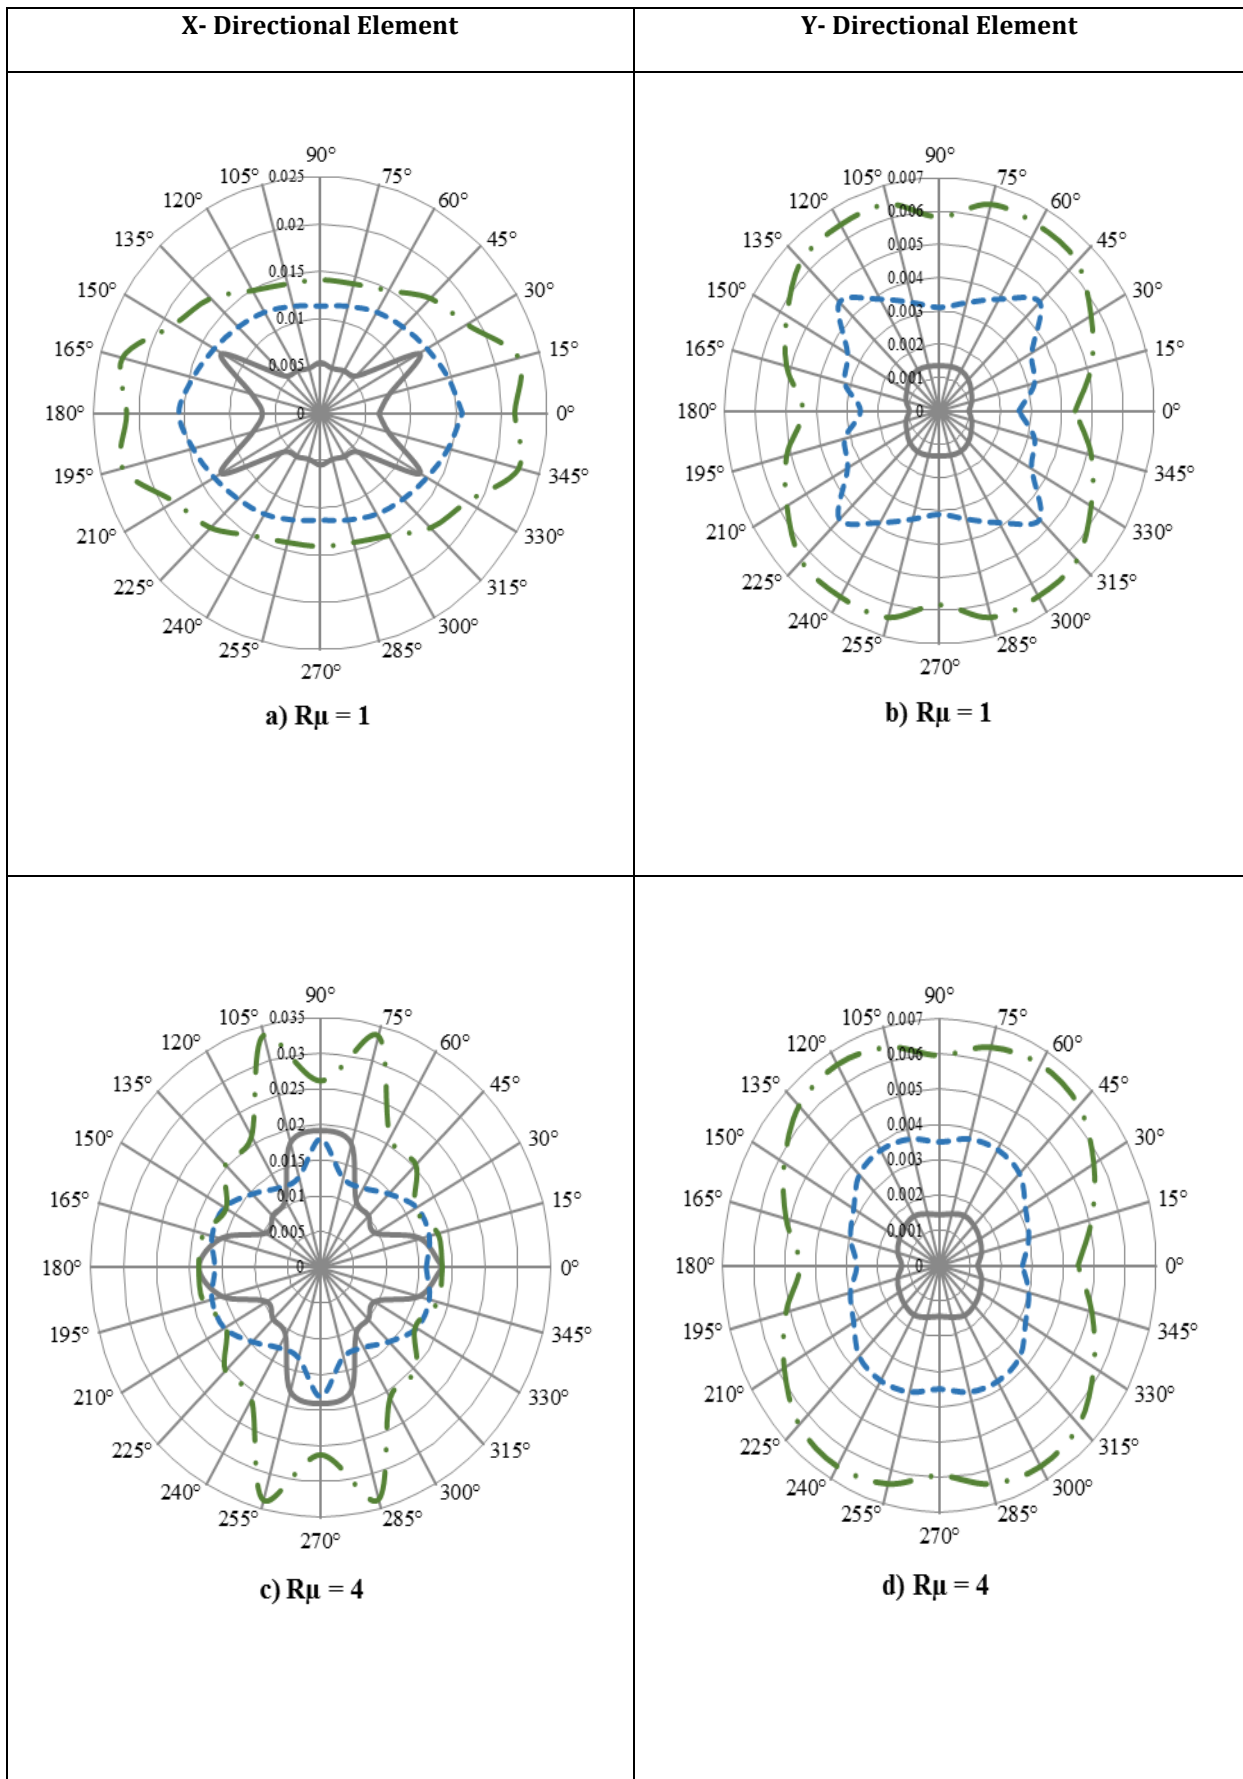 X- Directional Element
Y- Directional Element
90°
105° 0.025 75°
120° 60°
0.02
135° 45°
0.015
150° 30°
0.01
165° 15°
0.005
180° 0 0°
195° 345°
210° 330°
225° 315°
240° 300°
255° 285°
270°
a) Rμ = 1
90°
105° 0.007 75°
120° 0.006 60°
0.005
135° 45°
0.004
150° 30°
0.003
0.002
165° 15°
0.001
180° 0 0°
195° 345°
210° 330°
225° 315°
240° 300°
255° 285°
270°
b) Rμ = 1
90°
105° 0.035 75°
120° 0.03 60°
135° 0.025 45°
0.02
150° 30°
0.015
165° 0.01 15°
0.005
180° 0 0°
195° 345°
210° 330°
225° 315°
240° 300°
255° 285°
270°
c) Rμ = 4
90°
105° 0.007 75°
120° 0.006 60°
135° 0.005 45°
0.004
150° 30°
0.003
165° 0.002 15°
0.001
180° 0 0°
195° 345°
210° 330°
225° 315°
240° 300°
255° 285°
270°
d) Rμ = 4